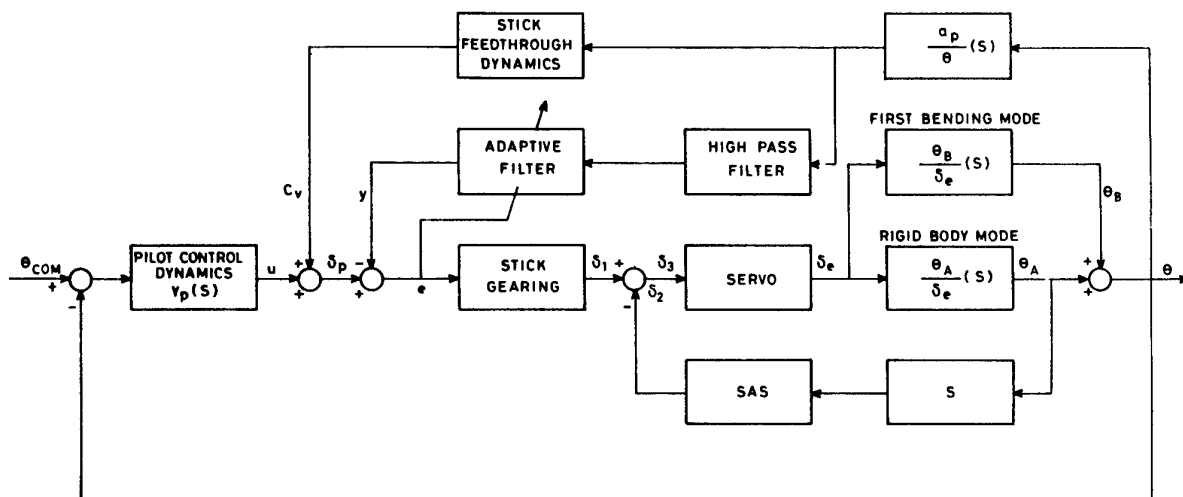 STICK
FEEDTHROUGH
DYNAMICS
a_p
θ
(S)
FIRST BENDING MODE
ADAPTIVE
FILTER
HIGH PASS
FILTER
θ_B
δ_e
(S)
C_v
y
θ_B
RIGID BODY MODE
θ_COM
+
-
PILOT CONTROL
DYNAMICS
Y_p(S)
u
+
+
δ_p
-
+
e
STICK
GEARING
δ_1
+
-
δ_3
δ_2
SERVO
δ_e
θ_A
δ_e
(S)
θ_A
+
+
θ
SAS
S